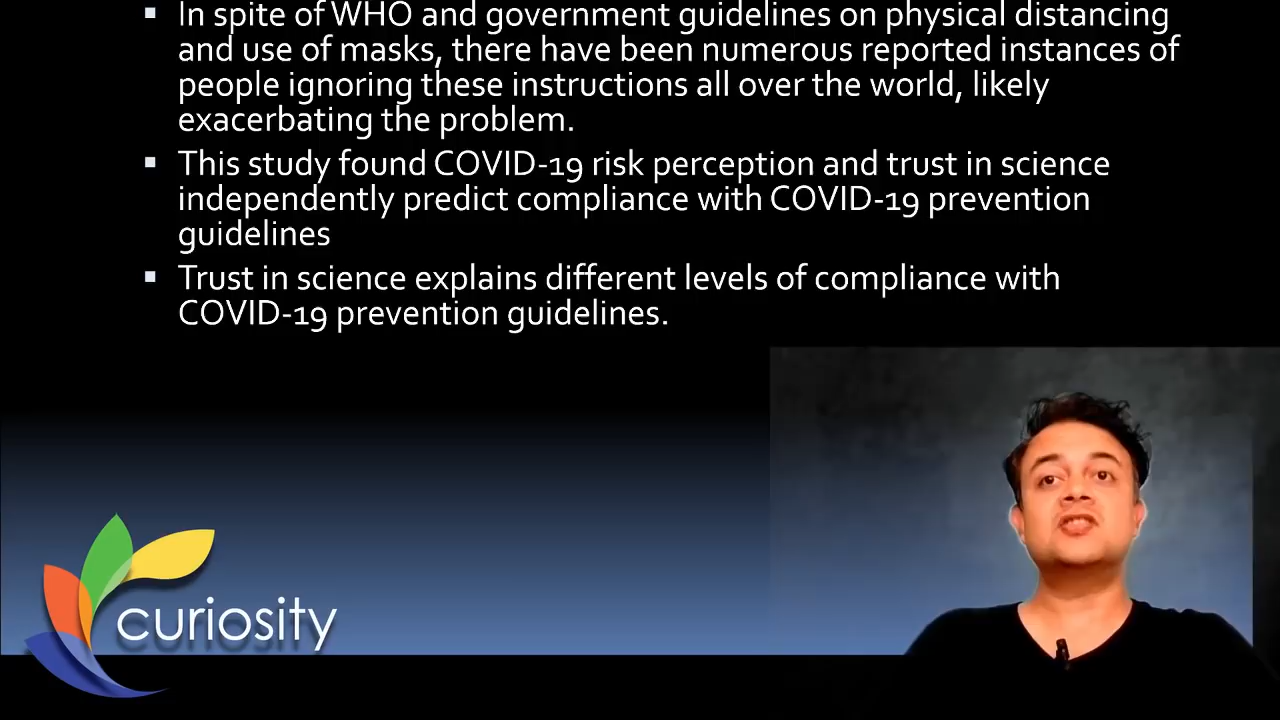 ▪ In spite of WHO and government guidelines on physical distancing
and use of masks, there have been numerous reported instances of
people ignoring these instructions all over the world, likely
exacerbating the problem.
▪ This study found COVID-19 risk perception and trust in science
independently predict compliance with COVID-19 prevention
guidelines
▪ Trust in science explains different levels of compliance with
COVID-19 prevention guidelines.
curiosity